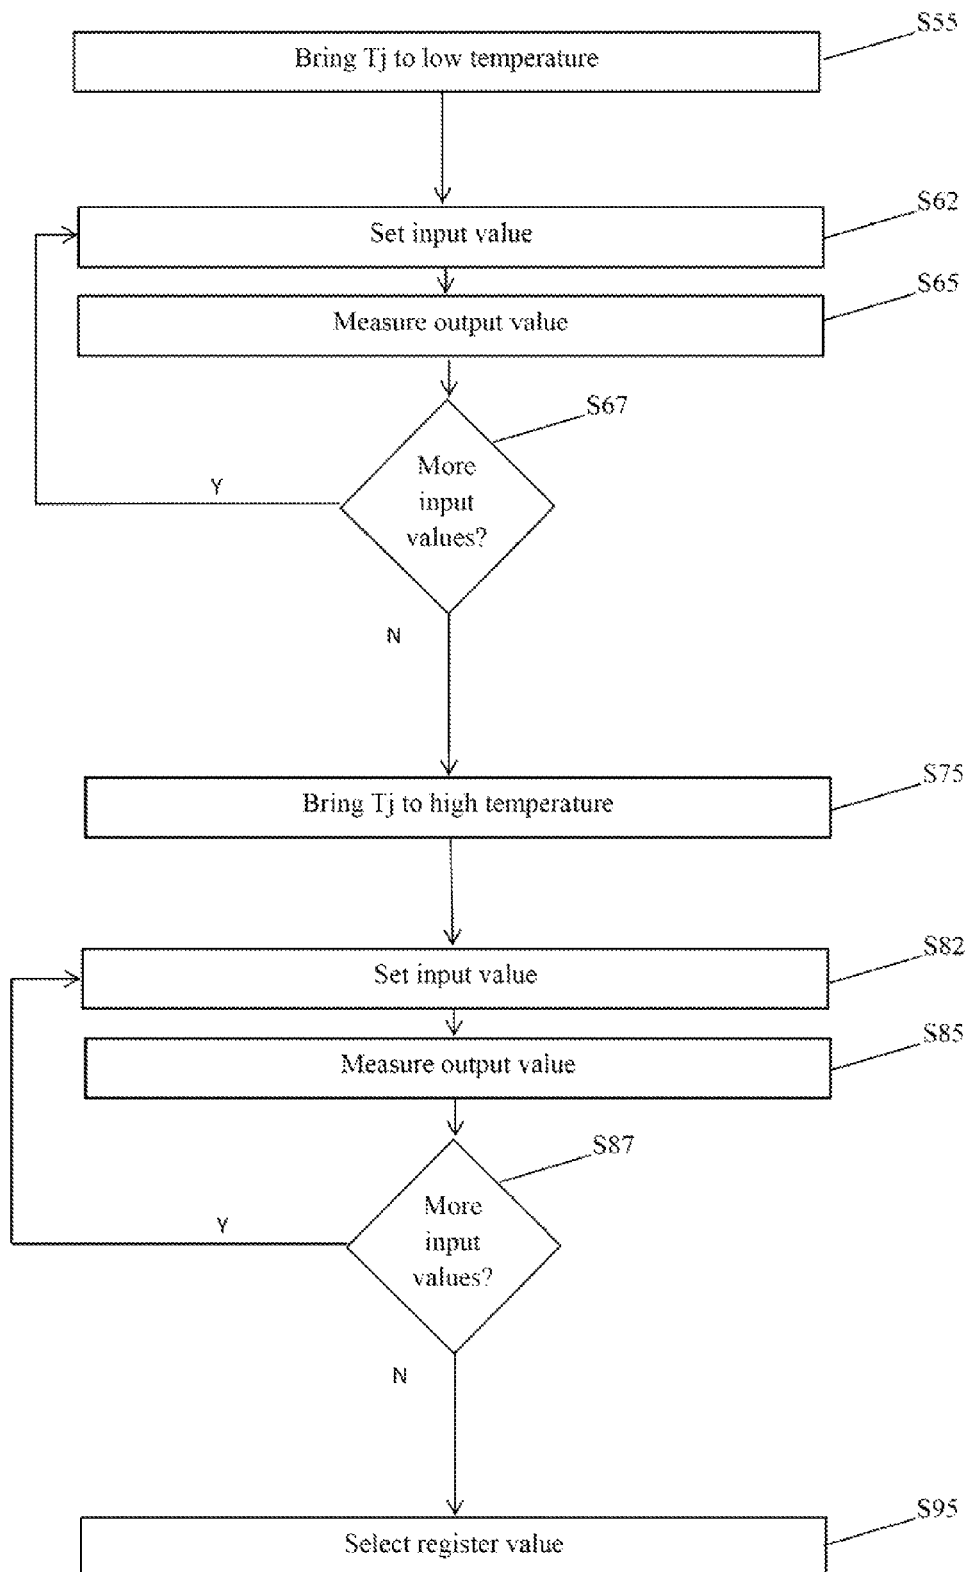 S55
Bring Tj to low temperature
S62
Set input value
S65
Measure output value
S67
More
input
values?
Y
N
S75
Bring Tj to high temperature
S82
Set input value
S85
Measure output value
S87
More
input
values?
Y
N
S95
Select register value